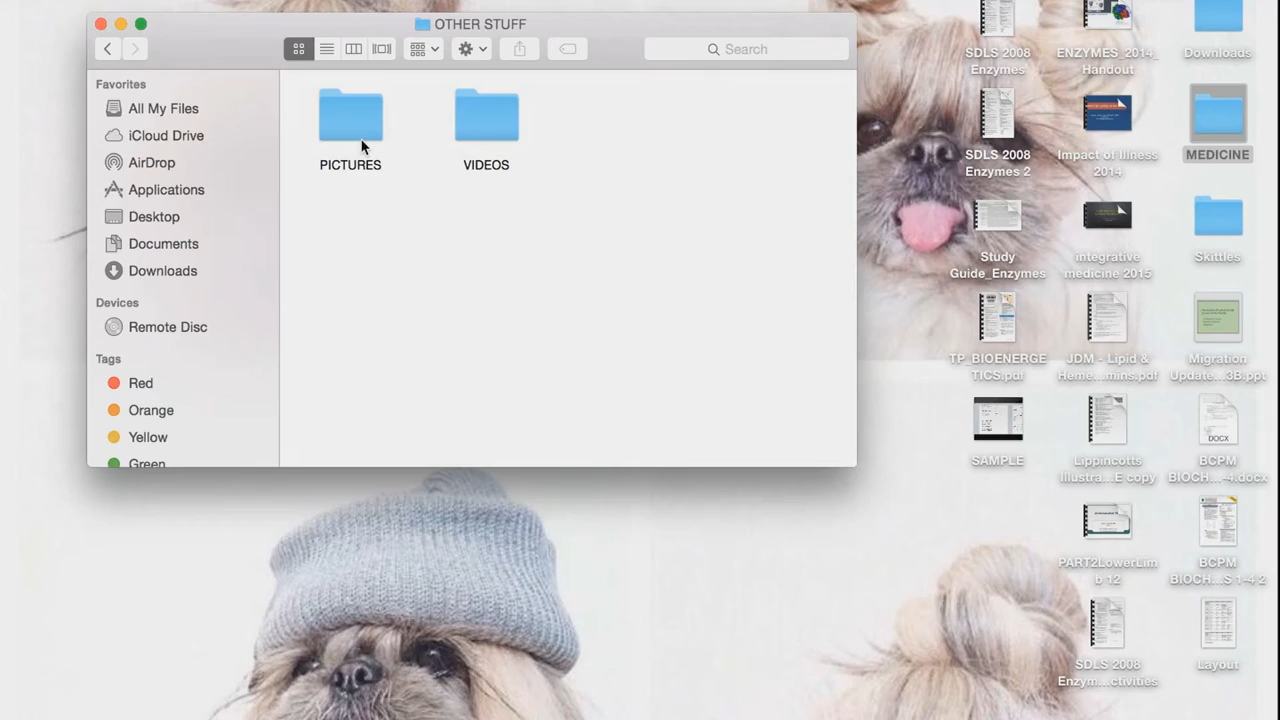 OTHER STUFF
Search
Favorites
All My Files
iCloud Drive
AirDrop
Applications
Desktop
Documents
Downloads
Devices
Remote Disc
Tags
Red
Orange
Yellow
Green
PICTURES
VIDEOS
SDLS 2008
Enzymes
ENZYMES_2014_
Handout
Downloads
SDLS 2008
Enzymes 2
Impact of Illness
2014
MEDICINE
Study
Guide_Enzymes
integrative
medicine 2015
Skittles
TP_BIOENERGE
TICS.pdf
JDM - Lipid &
Heme...mins.pdf
Migration
Update...3B.ppt
SAMPLE
Lippincotts
Illustra...E copy
DOCX
BCPM
BIOCH...-4.docx
PART2LowerLim
b 12
BCPM
BIOCH...S 1-4 2
SDLS 2008
Enzym...ctivities
Layout